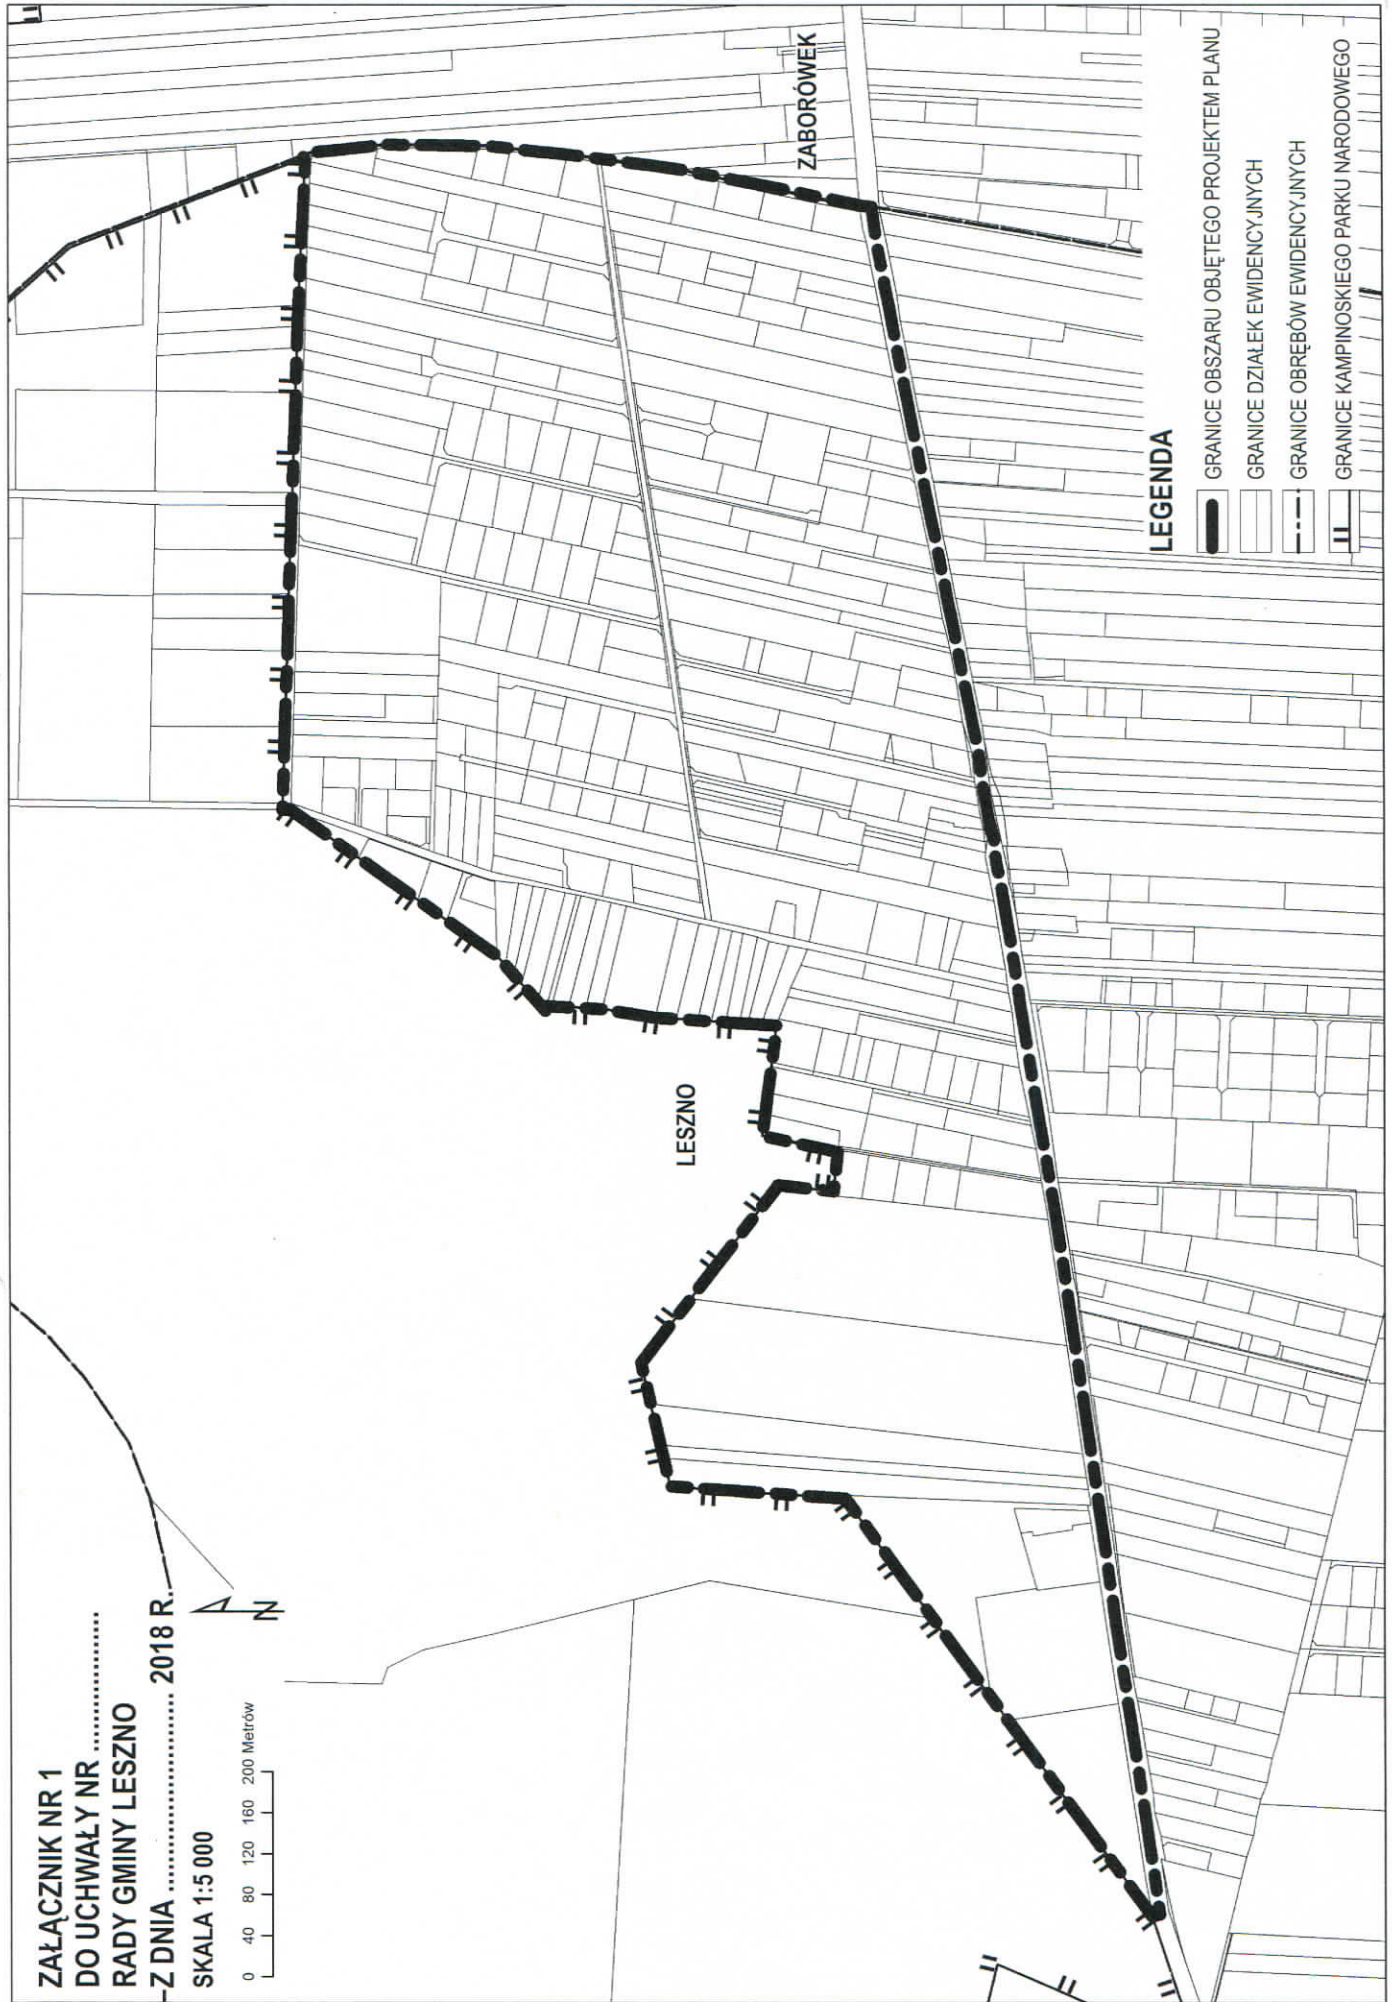 ZAŁĄCZNIK NR 1
DO UCHWAŁY NR ..................
RADY GMINY LESZNO
Z DNIA .......................... 2018 R.
SKALA 1:5 000
0 40 80 120 160 200 Metrów
N
LESZNO
ZABORÓWEK
LEGENDA
GRANICE OBSZARU OBJĘTEGO PROJEKTEM PLANU
GRANICE DZIAŁEK EWIDENCYJNYCH
GRANICE OBRĘBÓW EWIDENCYJNYCH
GRANICE KAMPINOSKIEGO PARKU NARODOWEGO